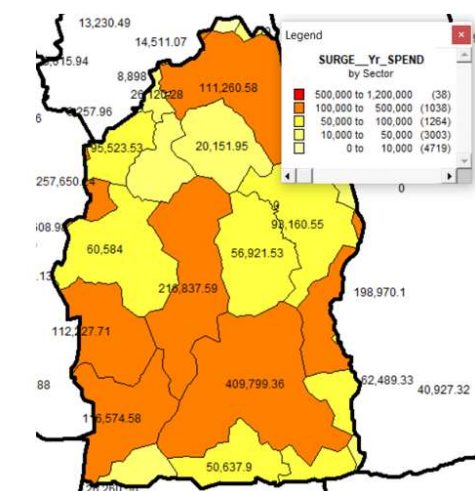 13,230.49
14,511.07
Legend
SURGE__Yr_SPEND
by Sector
500,000 to 1,200,000 (38)
100,000 to 500,000 (1038)
50,000 to 100,000 (1264)
10,000 to 50,000 (3003)
0 to 10,000 (4719)
8,898
111,260.58
95,523.53
20,151.95
0
0
93,160.55
60,584
56,921.53
216,837.59
198,970.1
409,799.36
62,489.33
40,927.32
88
50,637.9